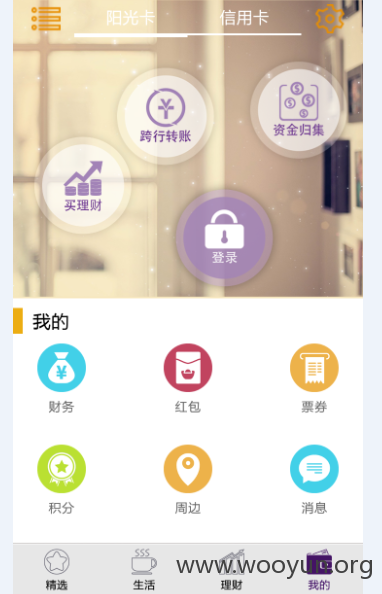 阳光卡 信用卡
跨行转账
资金归集
买理财
登录
我的
财务 红包 票券
积分 周边 消息
www.wooyun.org
精选 生活 理财 我的